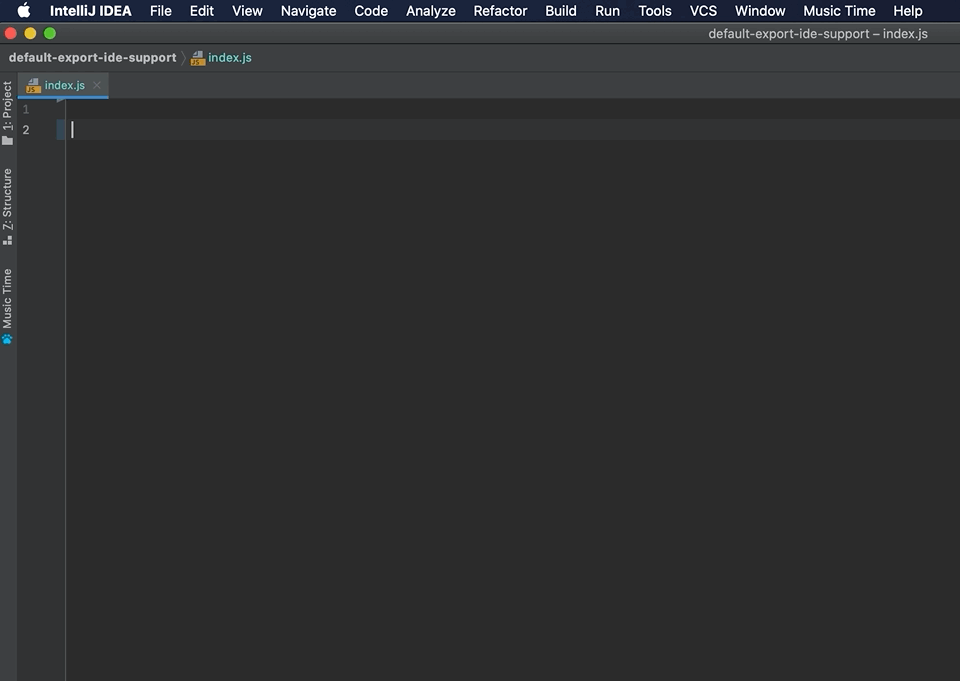 IntelliJ IDEA File Edit View Navigate Code Analyze Refactor Build Run Tools VCS Window Music Time Help
default-export-ide-support – index.js
default-export-ide-support index.js
index.js
1: Project
Z: Structure
Music Time
1
2